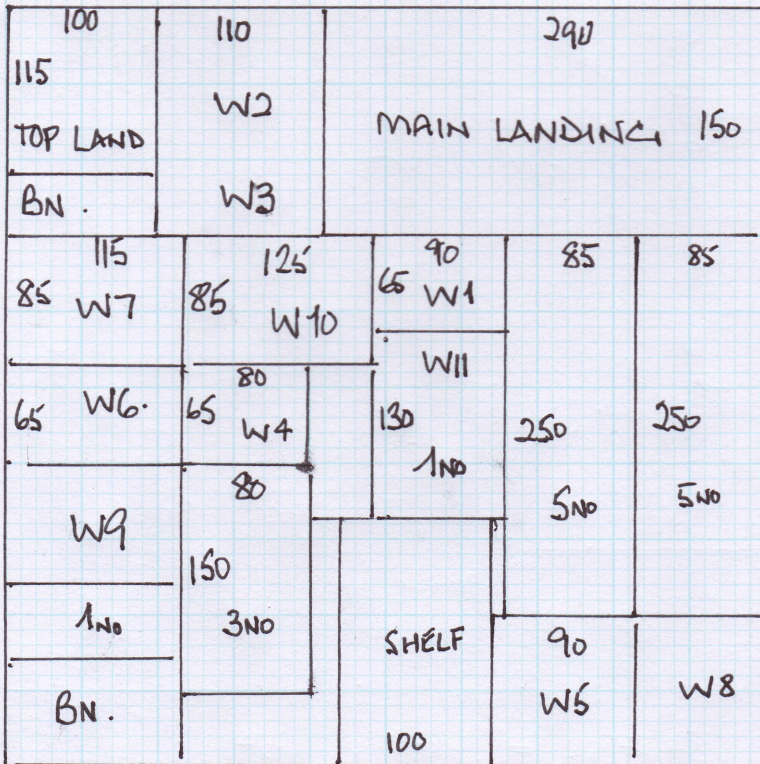 100
110
290
115
W2
TOP LAND
MAIN LANDING 150
BN.
W3
115
125
90
85
85
85 W7
85
W10
65 W1
W11
80
65 W6.
65
W4
130
250
250
1NO
80
5NO
5NO
W9
150
1NO
3NO
SHELF
90
W5
W8
BN.
100